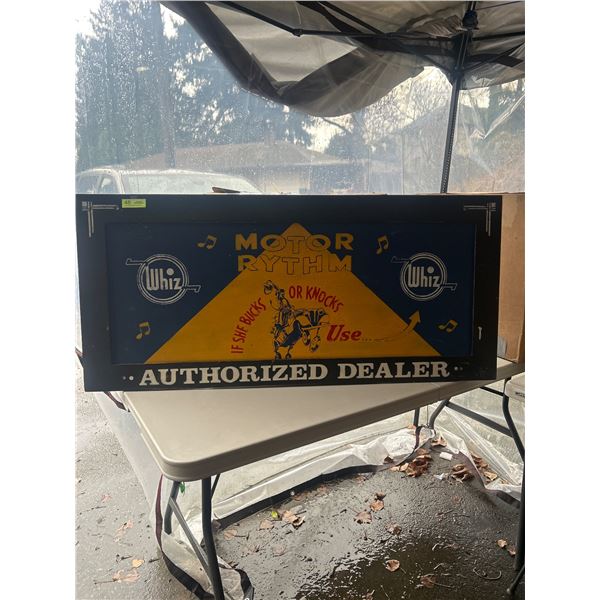 MOTOR
RYTHM
Whiz
Whiz
IF SHE BUCKS OR KNOCKS
Use...
AUTHORIZED DEALER